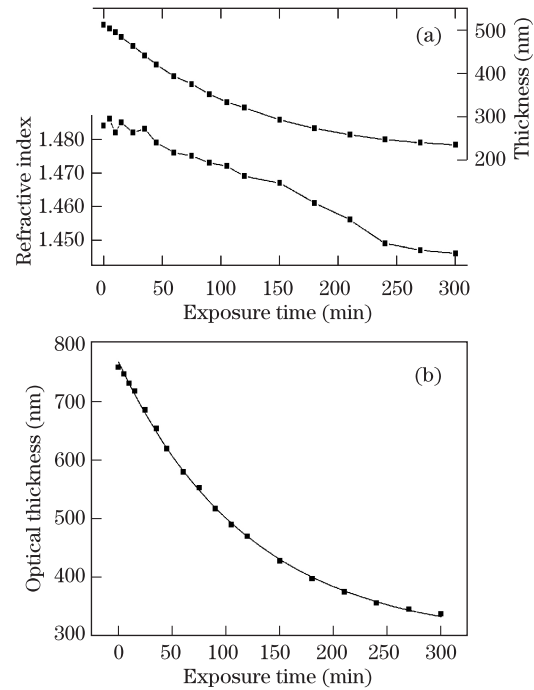 (a)
500
400
300
200
Thickness (nm)
1.480
1.470
1.460
1.450
Refractive index
0 50 100 150 200 250 300
Exposure time (min)
(b)
800
700
600
500
400
300
Optical thickness (nm)
0 50 100 150 200 250 300
Exposure time (min)